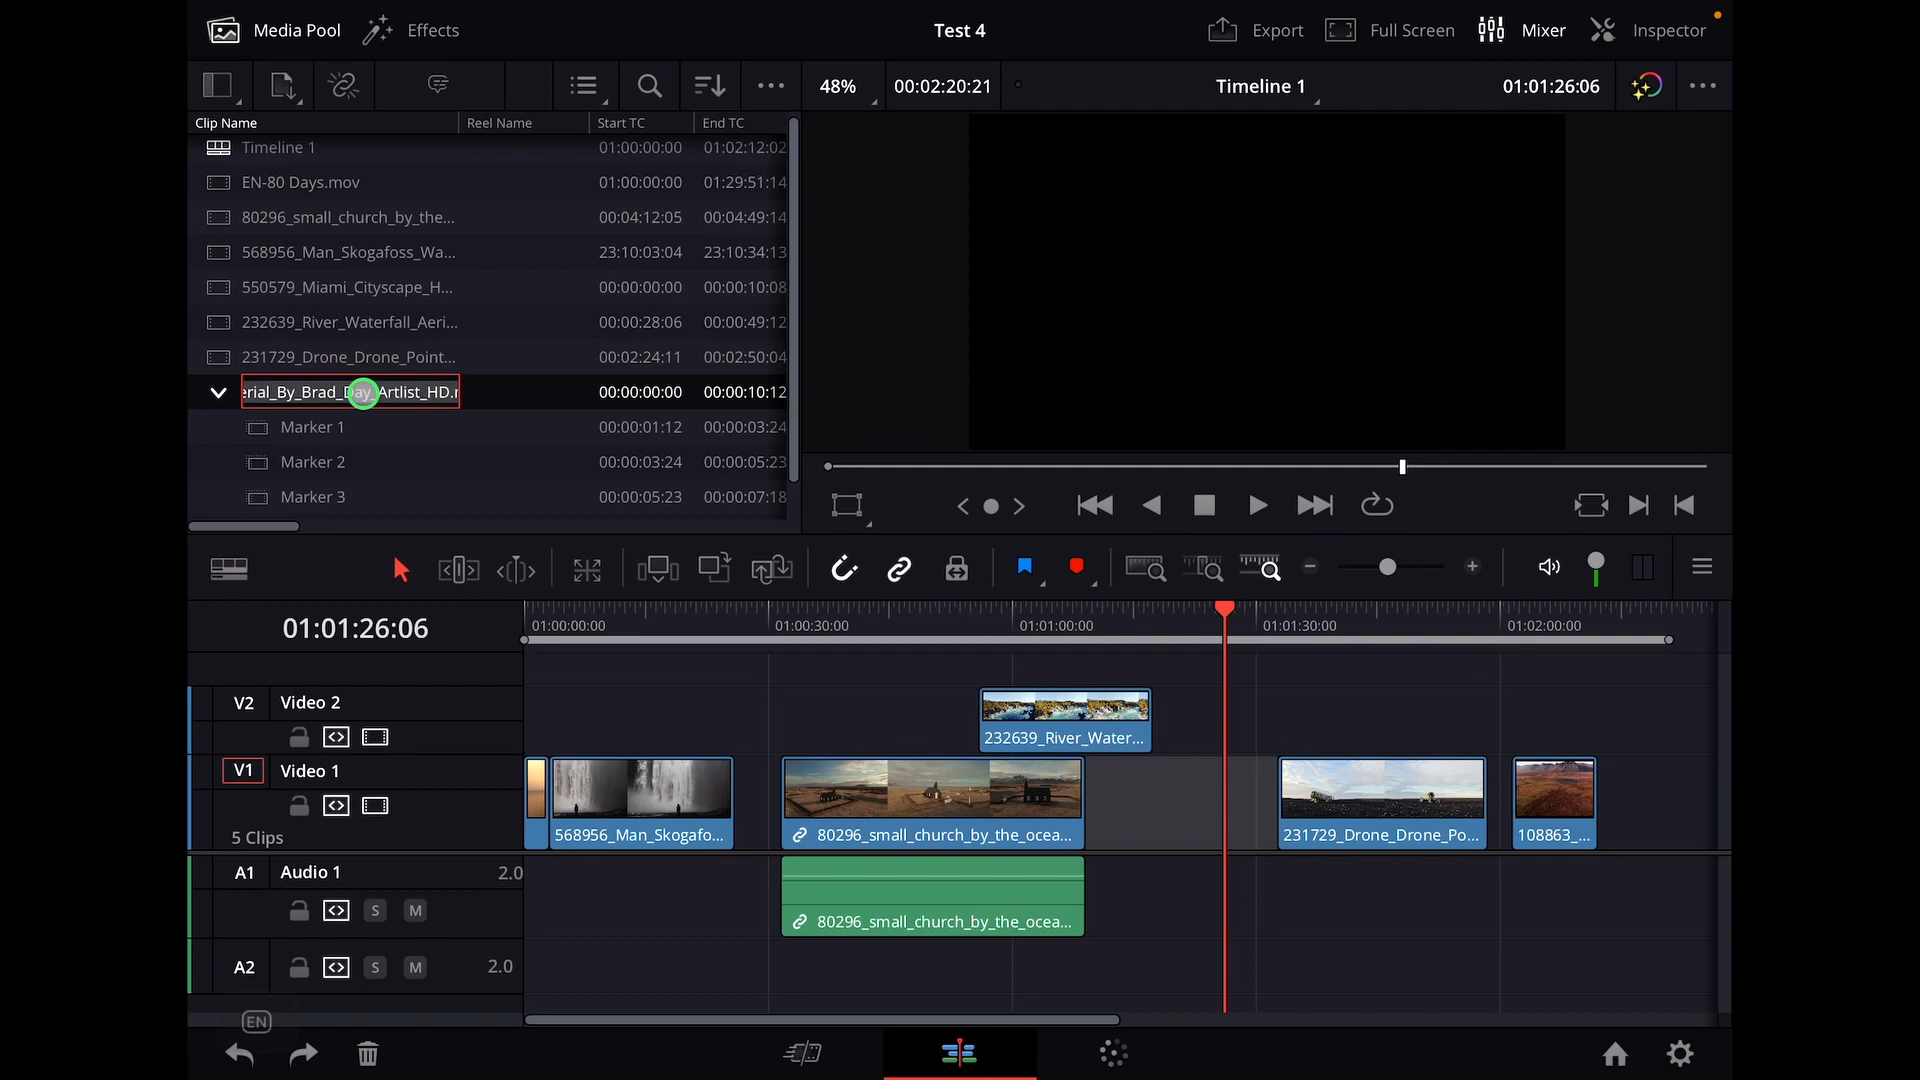 Media Pool Effects Test 4 Export Full Screen Mixer Inspector
48% 00:02:20:21 Timeline 1 01:01:26:06
Clip Name Reel Name Start TC End TC
Timeline 1 01:00:00:00 01:02:12:02
EN-80 Days.mov 01:00:00:00 01:29:51:14
80296_small_church_by_the... 00:04:12:05 00:04:49:14
568956_Man_Skogafoss_Wa... 23:10:03:04 23:10:34:13
550579_Miami_Cityscape_H... 00:00:00:00 00:00:10:08
232639_River_Waterfall_Aeri... 00:00:28:06 00:00:49:12
231729_Drone_Drone_Point... 00:02:24:11 00:02:50:04
erial_By_Brad_Day_Artlist_HD.r 00:00:00:00 00:00:10:12
Marker 1 00:00:01:12 00:00:03:24
Marker 2 00:00:03:24 00:00:05:23
Marker 3 00:00:05:23 00:00:07:18
01:01:26:06
01:00:00:00 01:00:30:00 01:01:00:00 01:01:30:00 01:02:00:00
V2 Video 2
232639_River_Water...
V1 Video 1
5 Clips
568956_Man_Skogafo... 80296_small_church_by_the_ocea... 231729_Drone_Drone_Po... 108863_...
A1 Audio 1 2.0
S M
80296_small_church_by_the_ocea...
A2 S M 2.0
EN